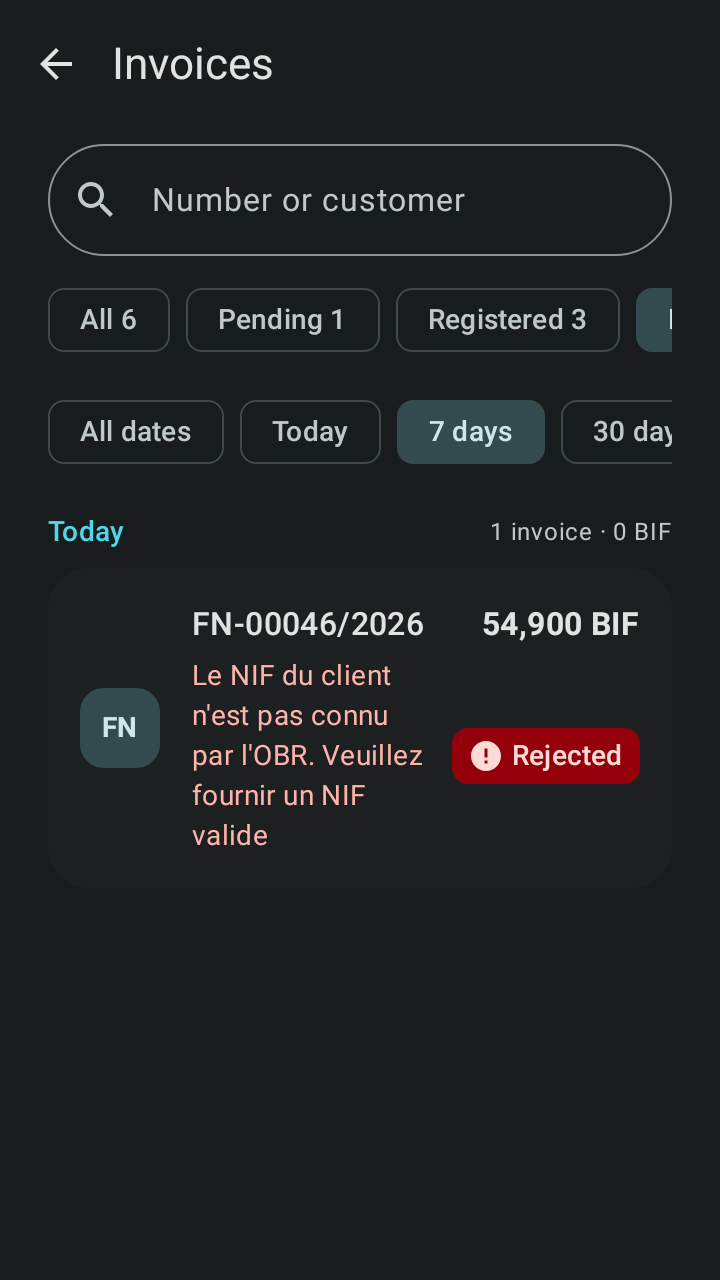 Invoices
Number or customer
All 6
Pending 1
Registered 3
All dates
Today
7 days
30 day
Today
1 invoice · 0 BIF
FN-00046/2026
54,900 BIF
FN
Le NIF du client
n'est pas connu
par l'OBR. Veuillez
fournir un NIF
valide
Rejected